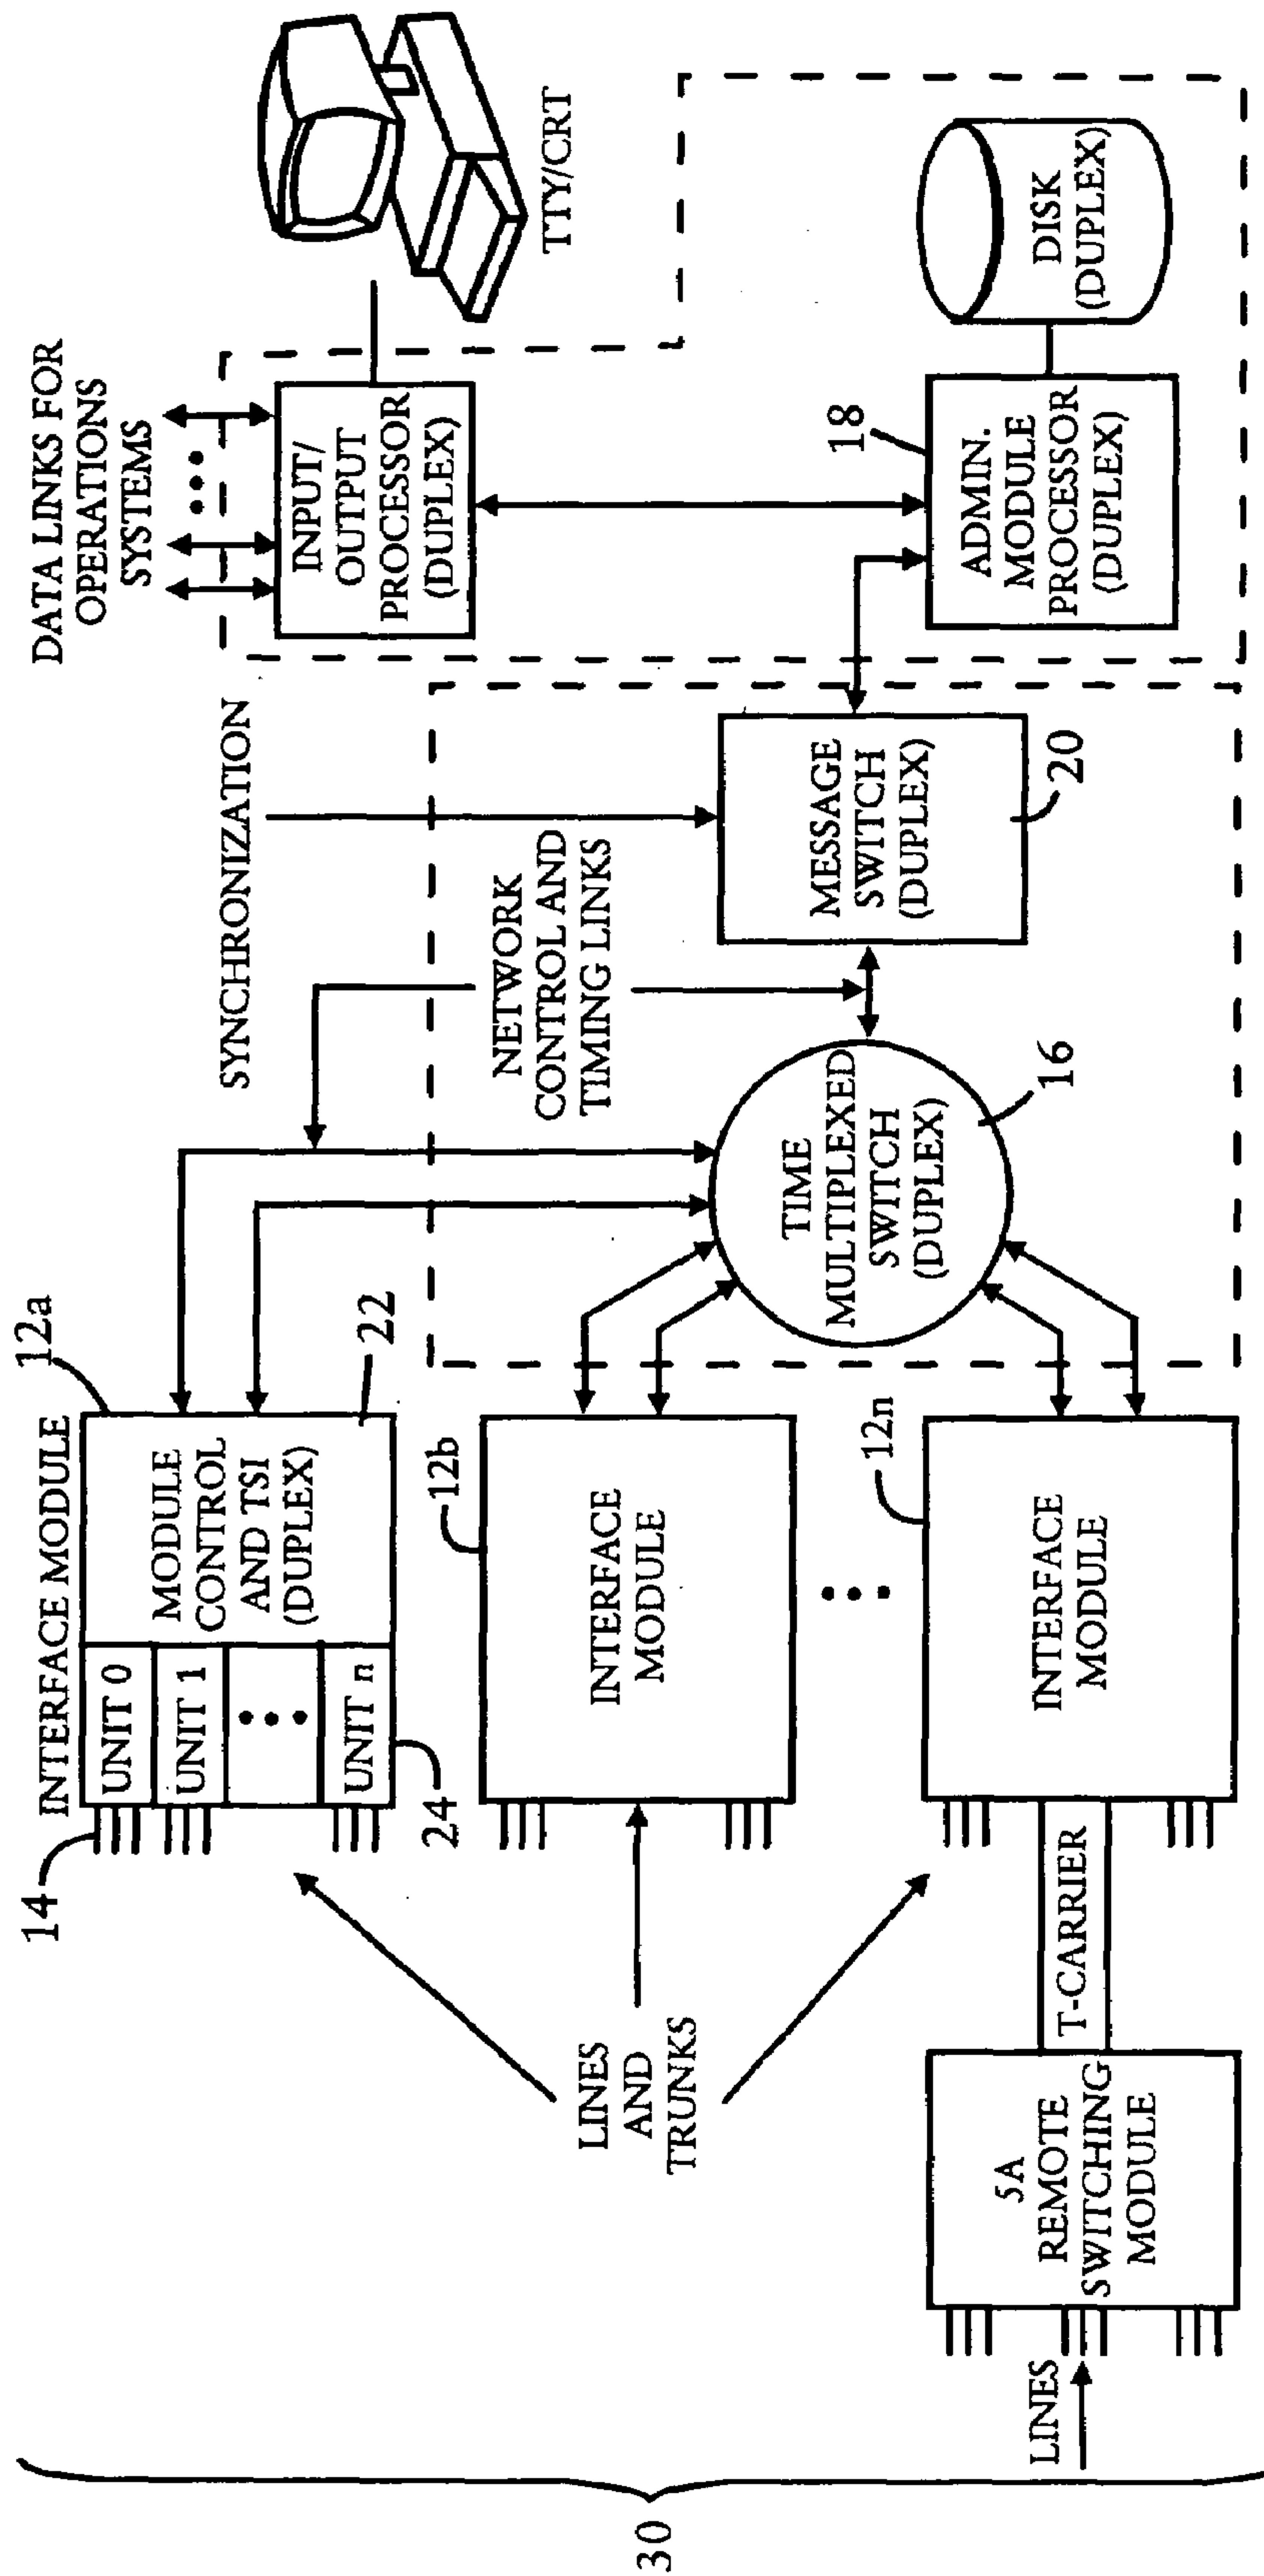 30
LINES
5A
REMOTE
SWITCHING
MODULE
T-CARRIER
LINES
AND
TRUNKS
INTERFACE MODULE
12a
14
UNIT 0
UNIT 1
UNIT n
24
MODULE
CONTROL
AND TSI
(DUPLEX)
22
12b
INTERFACE
MODULE
12n
INTERFACE
MODULE
TIME
MULTIPLEXED
SWITCH
(DUPLEX)
16
SYNCHRONIZATION
NETWORK
CONTROL AND
TIMING LINKS
MESSAGE
SWITCH
(DUPLEX)
20
DATA LINKS FOR
OPERATIONS
SYSTEMS
INPUT/
OUTPUT
PROCESSOR
(DUPLEX)
TTY/CRT
18
ADMIN.
MODULE
PROCESSOR
(DUPLEX)
DISK
(DUPLEX)